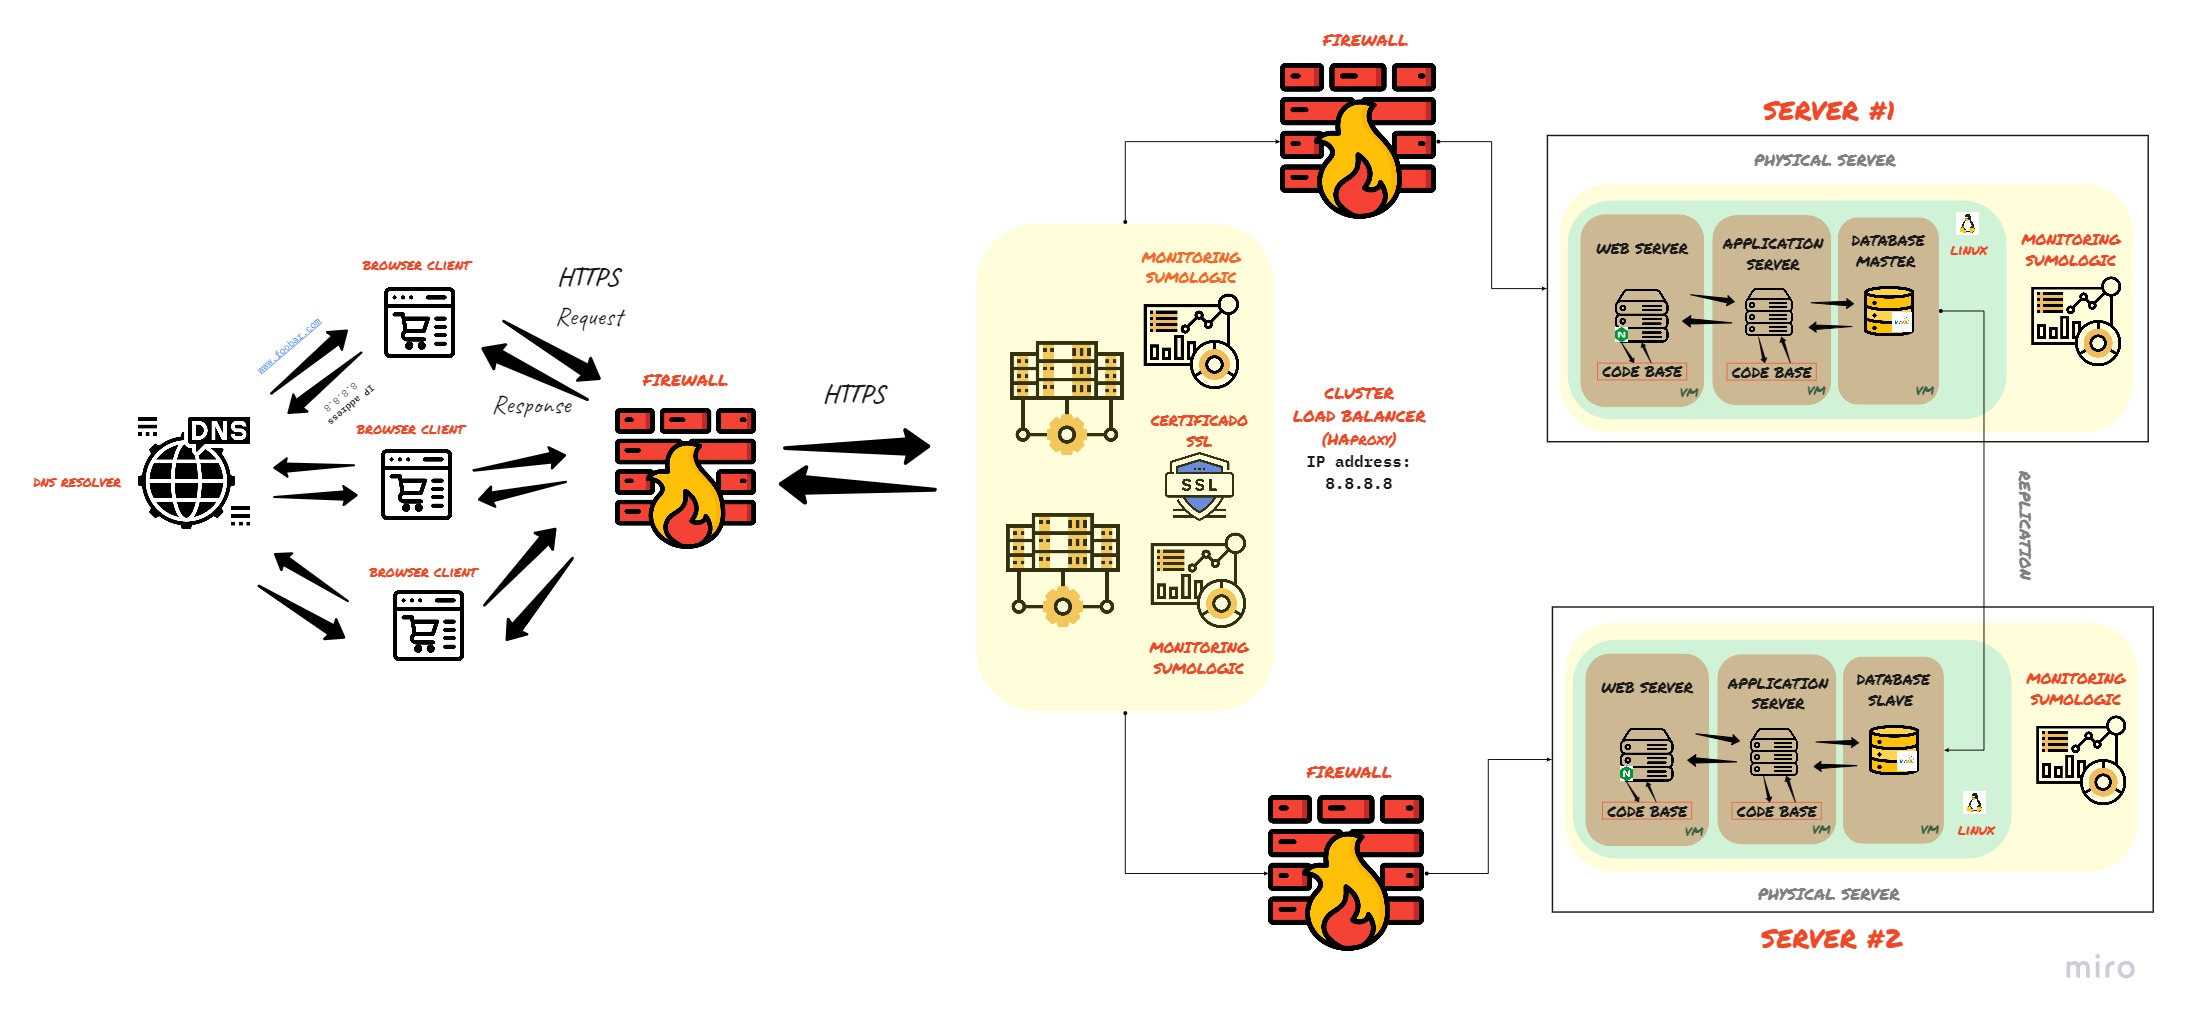 DNS RESOLVER
DNS
www.foobar.com
IP address
8.8.8.8
BROWSER CLIENT
BROWSER CLIENT
BROWSER CLIENT
HTTPS
Request
Response
FIREWALL
HTTPS
MONITORING
SUMOLOGIC
CERTIFICADO
SSL
SSL
MONITORING
SUMOLOGIC
CLUSTER
LOAD BALANCER
(HAPROXY)
IP address:
8.8.8.8
FIREWALL
SERVER #1
PHYSICAL SERVER
WEB SERVER
N
CODE BASE
VM
APPLICATION
SERVER
CODE BASE
VM
DATABASE
MASTER
VM
LINUX
MONITORING
SUMOLOGIC
REPLICATION
FIREWALL
WEB SERVER
N
CODE BASE
VM
APPLICATION
SERVER
CODE BASE
VM
DATABASE
SLAVE
VM
LINUX
MONITORING
SUMOLOGIC
PHYSICAL SERVER
SERVER #2
miro